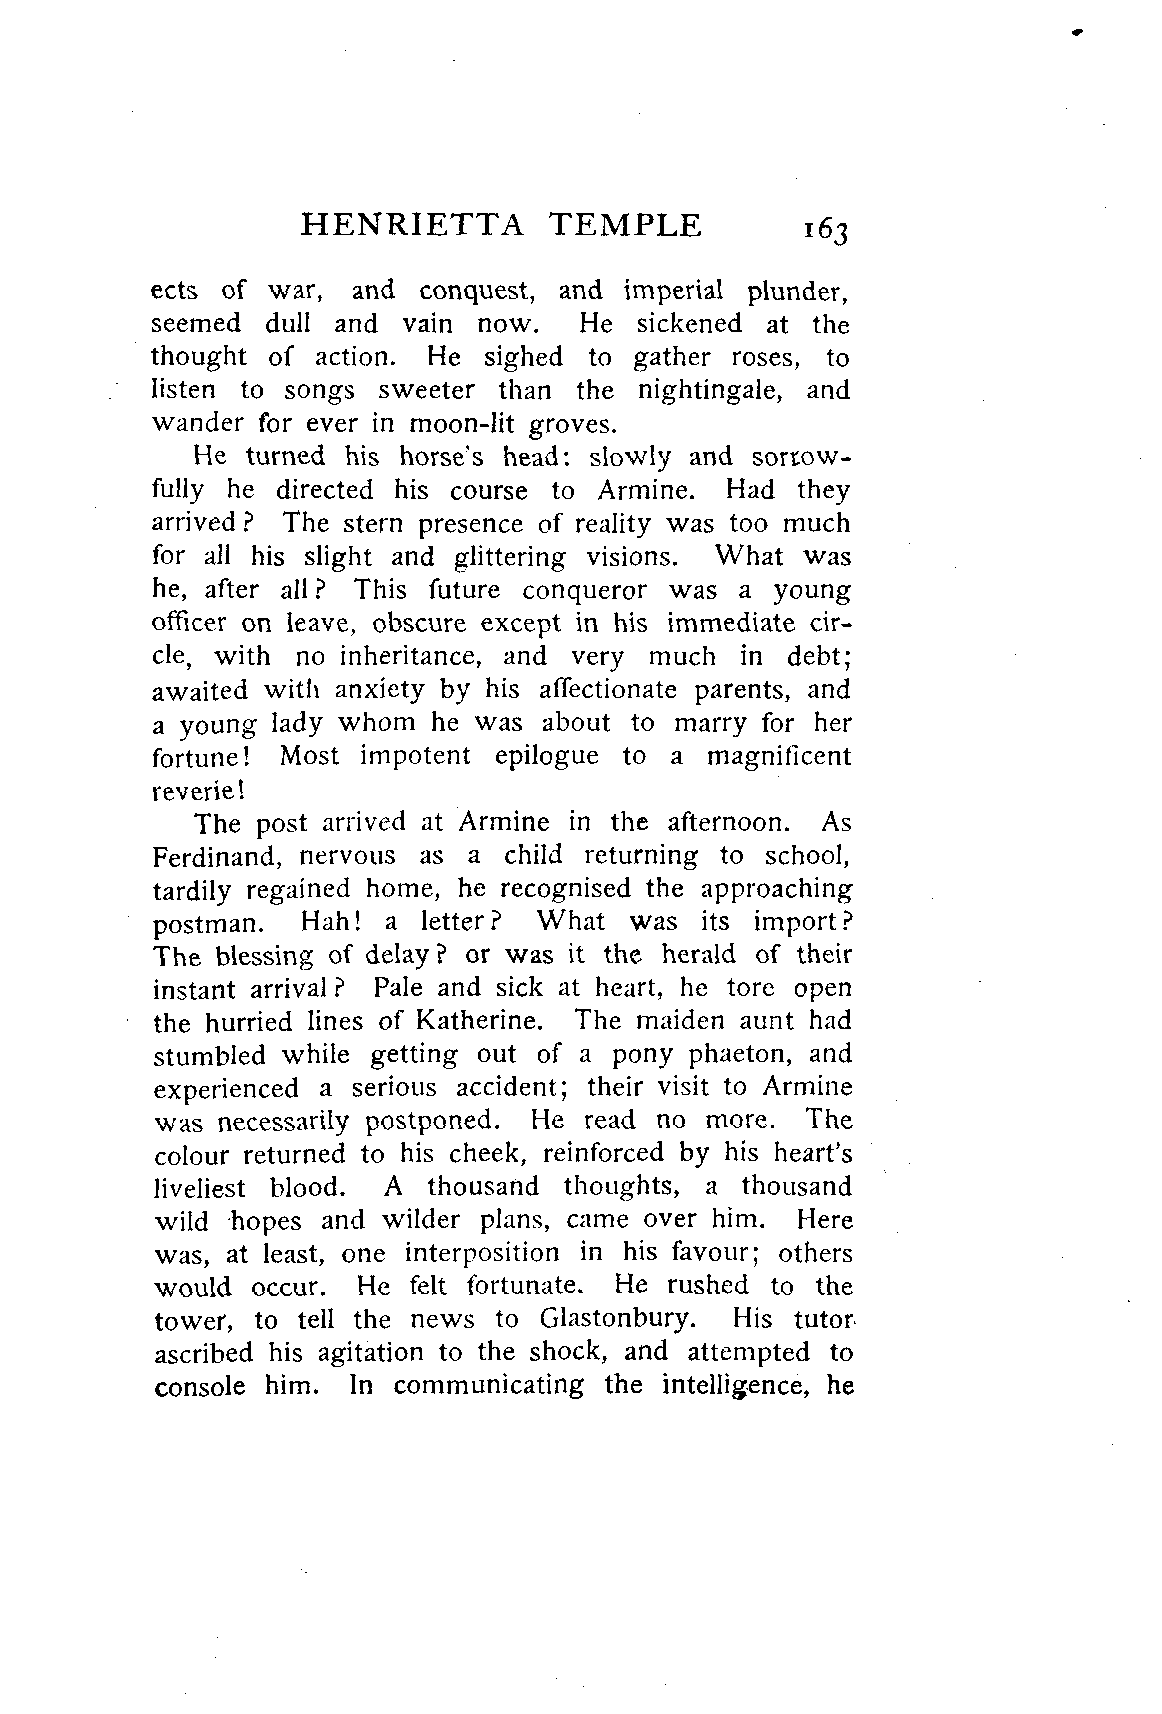 HENRIETTA TEMPLE 163
ects of war, and conquest, and imperial plunder,
seemed dull and vain now. He sickened at the
thought of action. He sighed to gather roses, to
listen to songs sweeter than the nightingale, and
wander for ever in moon-lit groves.
He turned his horse's head: slowly and sorrow-
fully he directed his course to Armine. Had they
arrived? The stern presence of reality was too much
for all his slight and glittering visions. What was
he, after all? This future conqueror was a young
officer on leave, obscure except in his immediate cir-
cle, with no inheritance, and very much in debt;
awaited with anxiety by his affectionate parents, and
a young lady whom he was about to marry for her
fortune! Most impotent epilogue to a magnificent
reverie!
The post arrived at Armine in the afternoon. As
Ferdinand, nervous as a child returning to school,
tardily regained home, he recognised the approaching
postman. Hah! a letter? What was its import?
The blessing of delay? or was it the herald of their
instant arrival? Pale and sick at heart, he tore open
the hurried lines of Katherine. The maiden aunt had
stumbled while getting out of a pony phaeton, and
experienced a serious accident; their visit to Armine
was necessarily postponed. He read no more. The
colour returned to his cheek, reinforced by his heart's
liveliest blood. A thousand thoughts, a thousand
wild hopes and wilder plans, came over him. Here
was, at least, one interposition in his favour; others
would occur. He felt fortunate. He rushed to the
tower, to tell the news to Glastonbury. His tutor
ascribed his agitation to the shock, and attempted to
console him. In communicating the intelligence, he